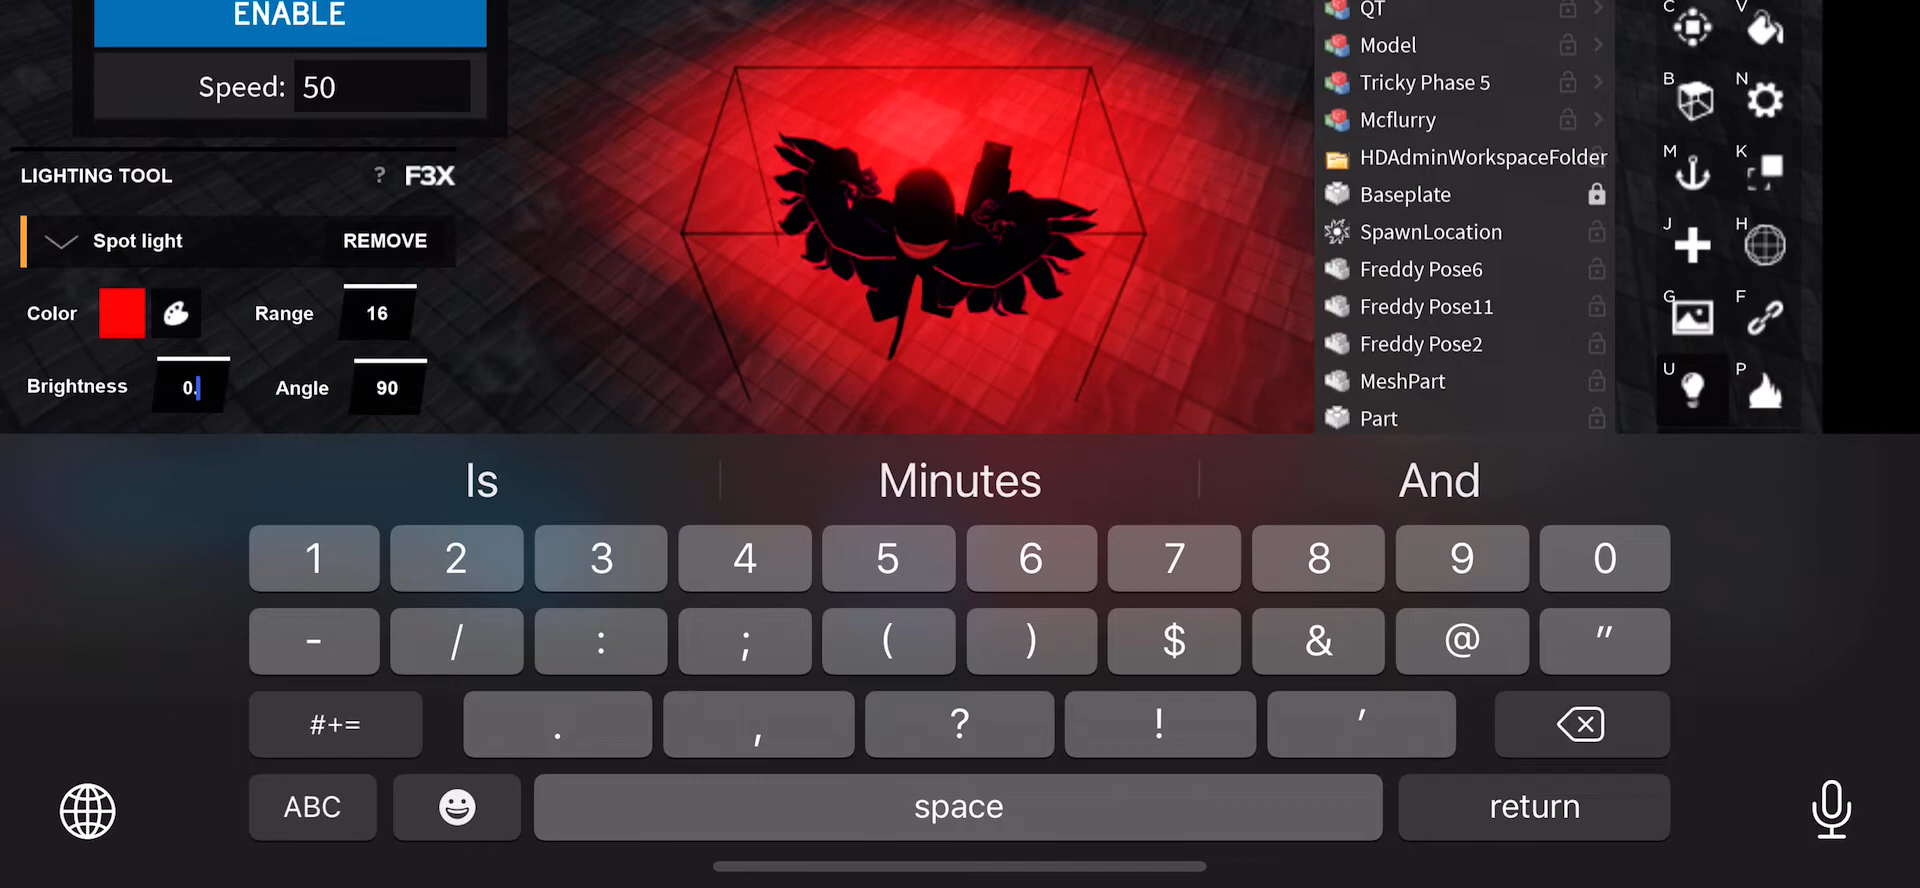 ENABLE
Speed: 50
LIGHTING TOOL ? F3X
Spot light REMOVE
Color Range 16
Brightness 0. Angle 90
QT
Model
Tricky Phase 5
Mcflurry
HDAdminWorkspaceFolder
Baseplate
SpawnLocation
Freddy Pose6
Freddy Pose11
Freddy Pose2
MeshPart
Part
C V
B N
M K
J H
G F
U P
Is Minutes And
1 2 3 4 5 6 7 8 9 0
- / : ; ( ) $ & @ "
#+= . , ? ! '
ABC space return